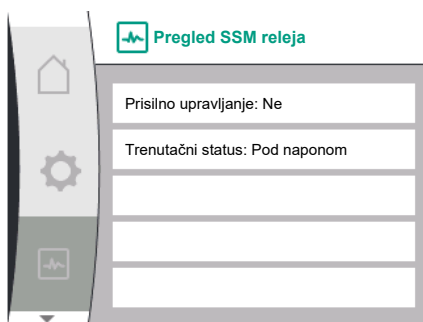 Pregled SSM releja
Prisilno upravljanje: Ne
Trenutačni status: Pod naponom